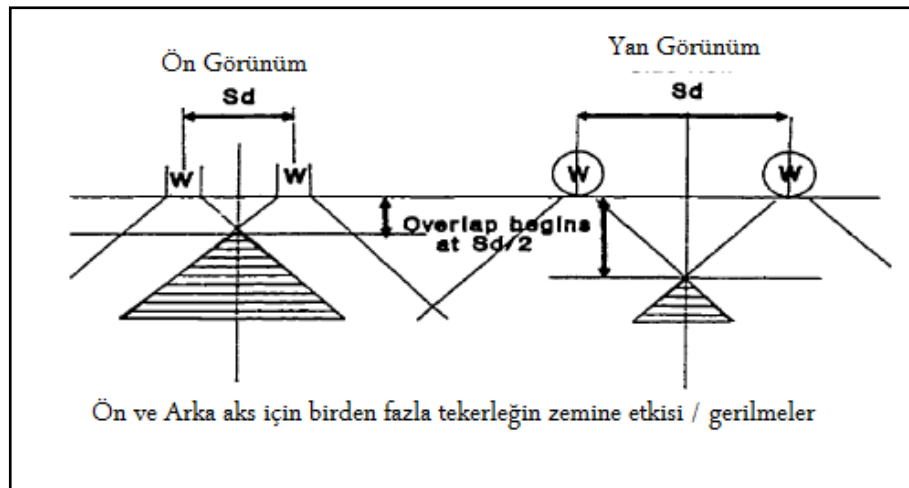 Ön Görünüm
Sd
W
W
Yan Görünüm
Sd
W
W
Overlap begins
at Sd/2
Ön ve Arka aks için birden fazla tekerleğin zemine etkisi / gerilmeler